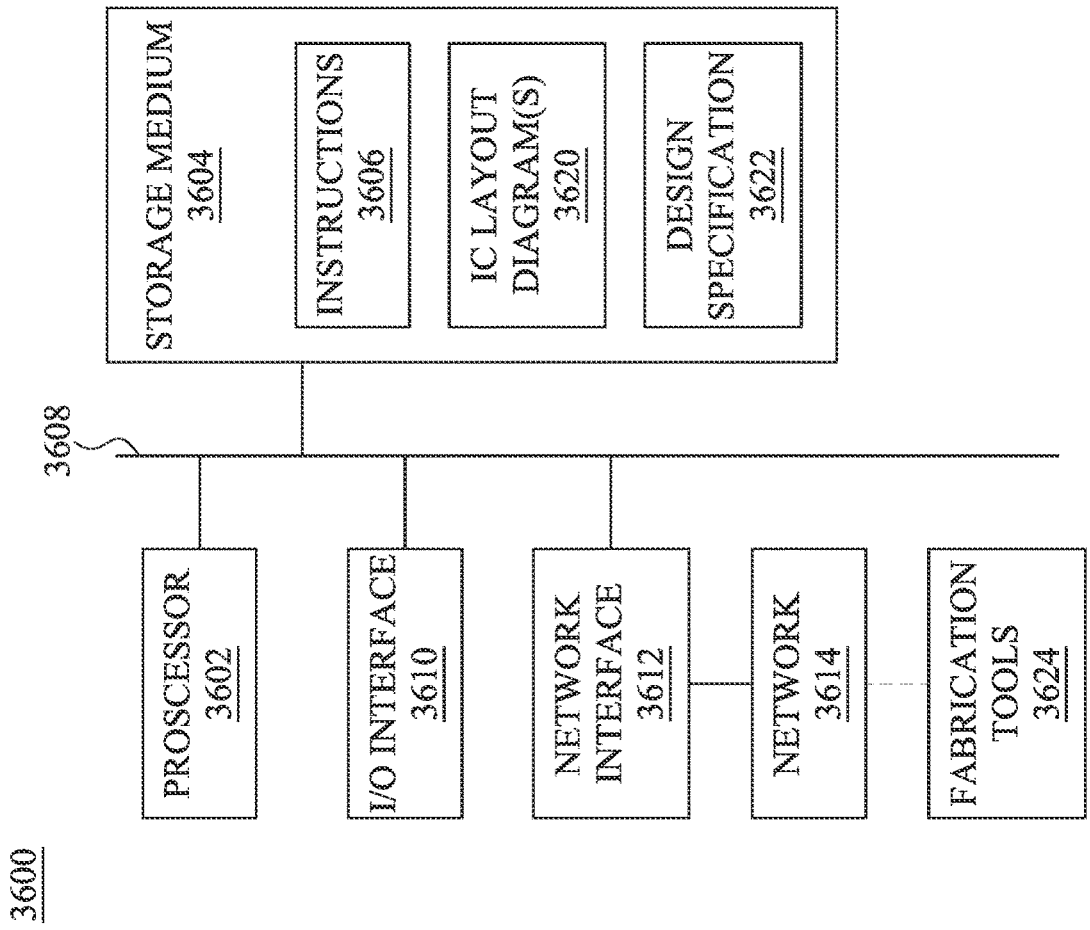 3600
PROSCESSOR
3602
I/O INTERFACE
3610
NETWORK
INTERFACE
3612
NETWORK
3614
FABRICATION
TOOLS
3624
3608
STORAGE MEDIUM
3604
INSTRUCTIONS
3606
IC LAYOUT
DIAGRAM(S)
3620
DESIGN
SPECIFICATION
3622